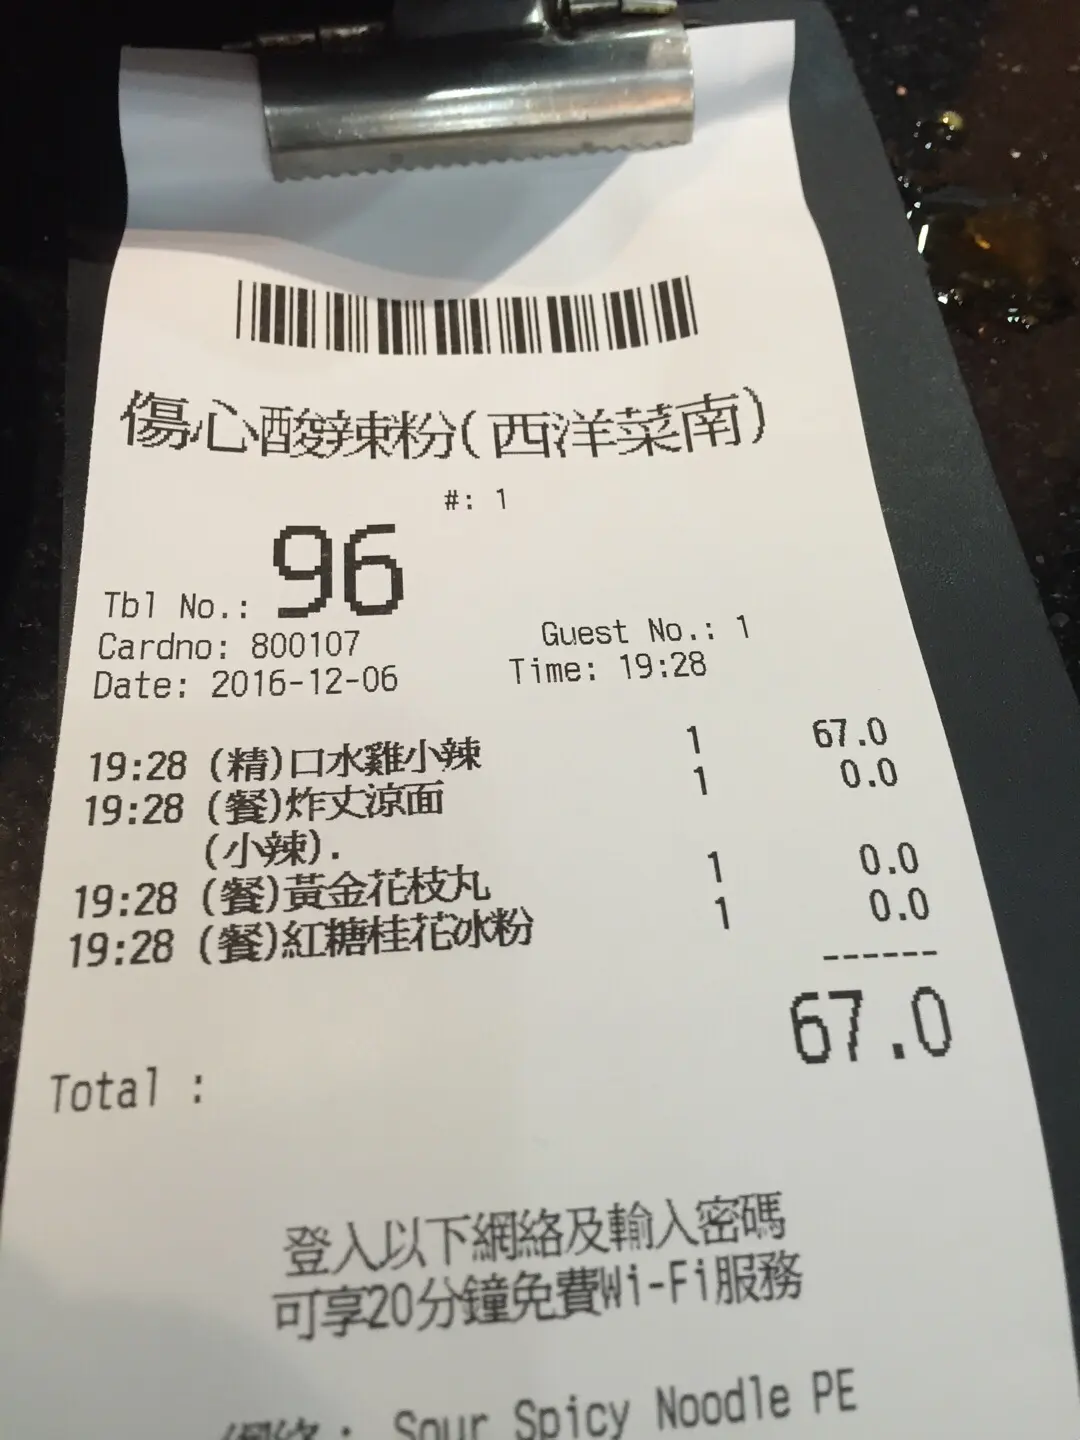 傷心酸辣粉(西洋菜南)
#: 1
Tbl No.: 96
Cardno: 800107 Guest No.: 1
Date: 2016-12-06 Time: 19:28
19:28 (精)口水雞小辣 1 67.0
19:28 (餐)炸丈涼面 1 0.0
(小辣).
19:28 (餐)黃金花枝丸 1 0.0
19:28 (餐)紅糖桂花冰粉 1 0.0
------
67.0
Total :
登入以下網絡及輸入密碼
可享20分鐘免費Wi-Fi服務
網絡: Sour Spicy Noodle PE